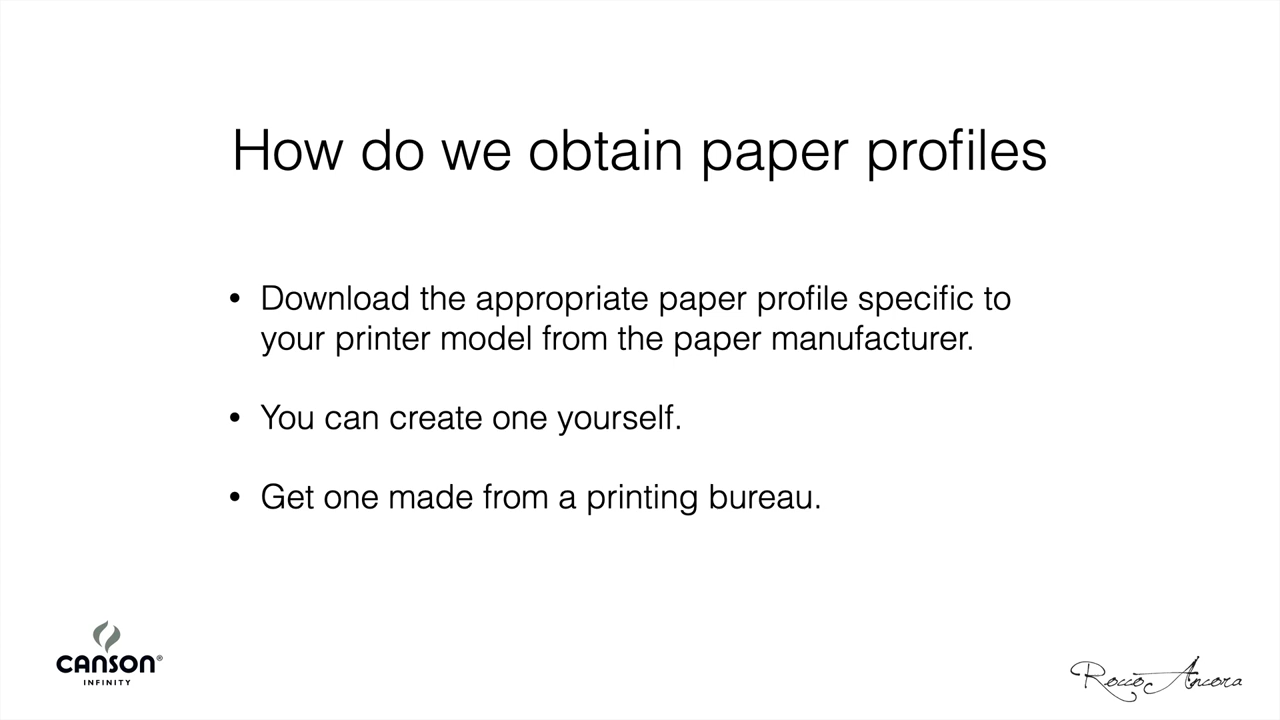 How do we obtain paper profiles
• Download the appropriate paper profile specific to
your printer model from the paper manufacturer.
• You can create one yourself.
• Get one made from a printing bureau.
CANSON®
INFINITY
Rocco Ancora